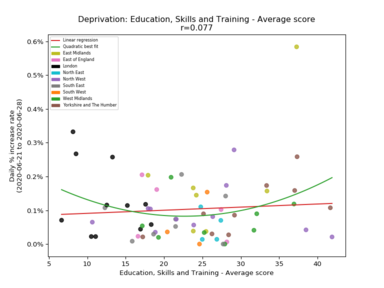 Deprivation: Education, Skills and Training - Average score
r=0.077
Linear regression
Quadratic best fit
East Midlands
East of England
London
North East
North West
South East
South West
West Midlands
Yorkshire and The Humber
Daily % increase rate
(2020-06-21 to 2020-06-28)
0.6%
0.5%
0.4%
0.3%
0.2%
0.1%
0.0%
5
10
15
20
25
30
35
40
Education, Skills and Training - Average score